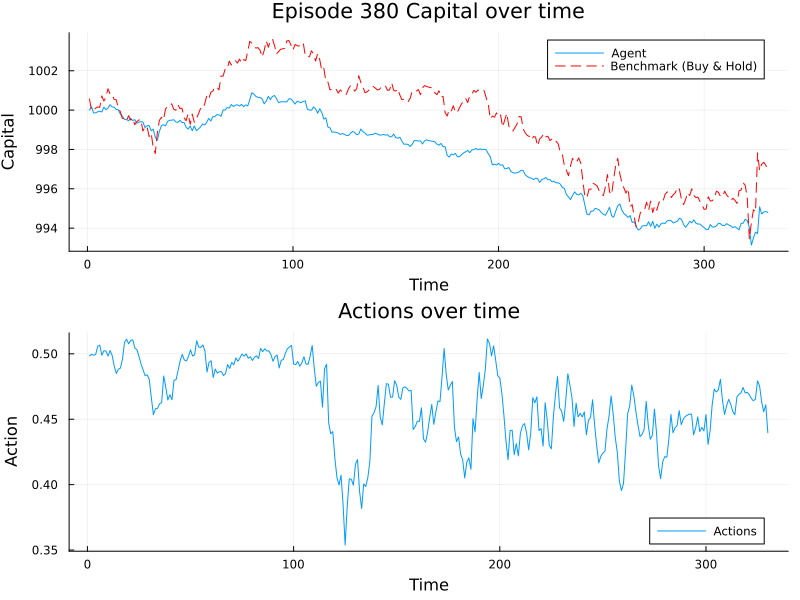 Episode 380 Capital over time
Capital
1002
1000
998
996
994
Agent
Benchmark (Buy & Hold)
0 100 200 300
Time
Actions over time
Action
0.50
0.45
0.40
0.35
Actions
0 100 200 300
Time